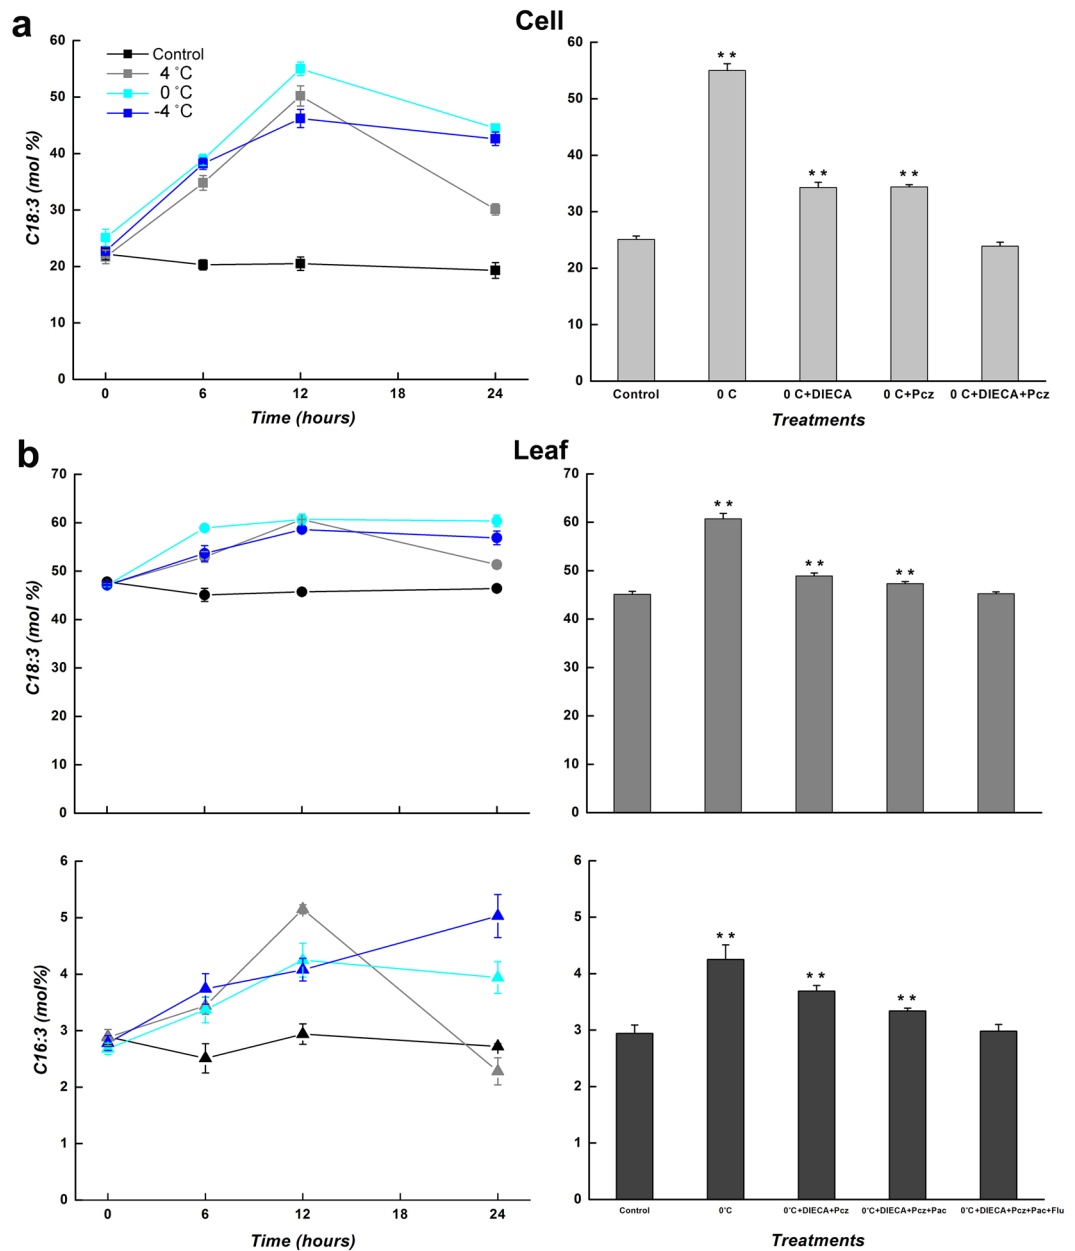 a
Cell
60
50
40
30
20
10
0
C18:3 (mol %)
Control
4 °C
0 °C
-4 °C
0 6 12 18 24
Time (hours)
60
50
40
30
20
10
0
** ** **
Control 0 C 0 C+DIECA 0 C+Pcz 0 C+DIECA+Pcz
Treatments
b
Leaf
70
60
50
40
30
20
10
0
C18:3 (mol %)
70
60
50
40
30
20
10
0
** ** **
6
5
4
3
2
1
0
C16:3 (mol%)
0 6 12 18 24
Time (hours)
6
5
4
3
2
1
0
** ** **
Control 0°C 0°C+DIECA+Pcz 0°C+DIECA+Pcz+Pac 0°C+DIECA+Pcz+Pac+Flu
Treatments